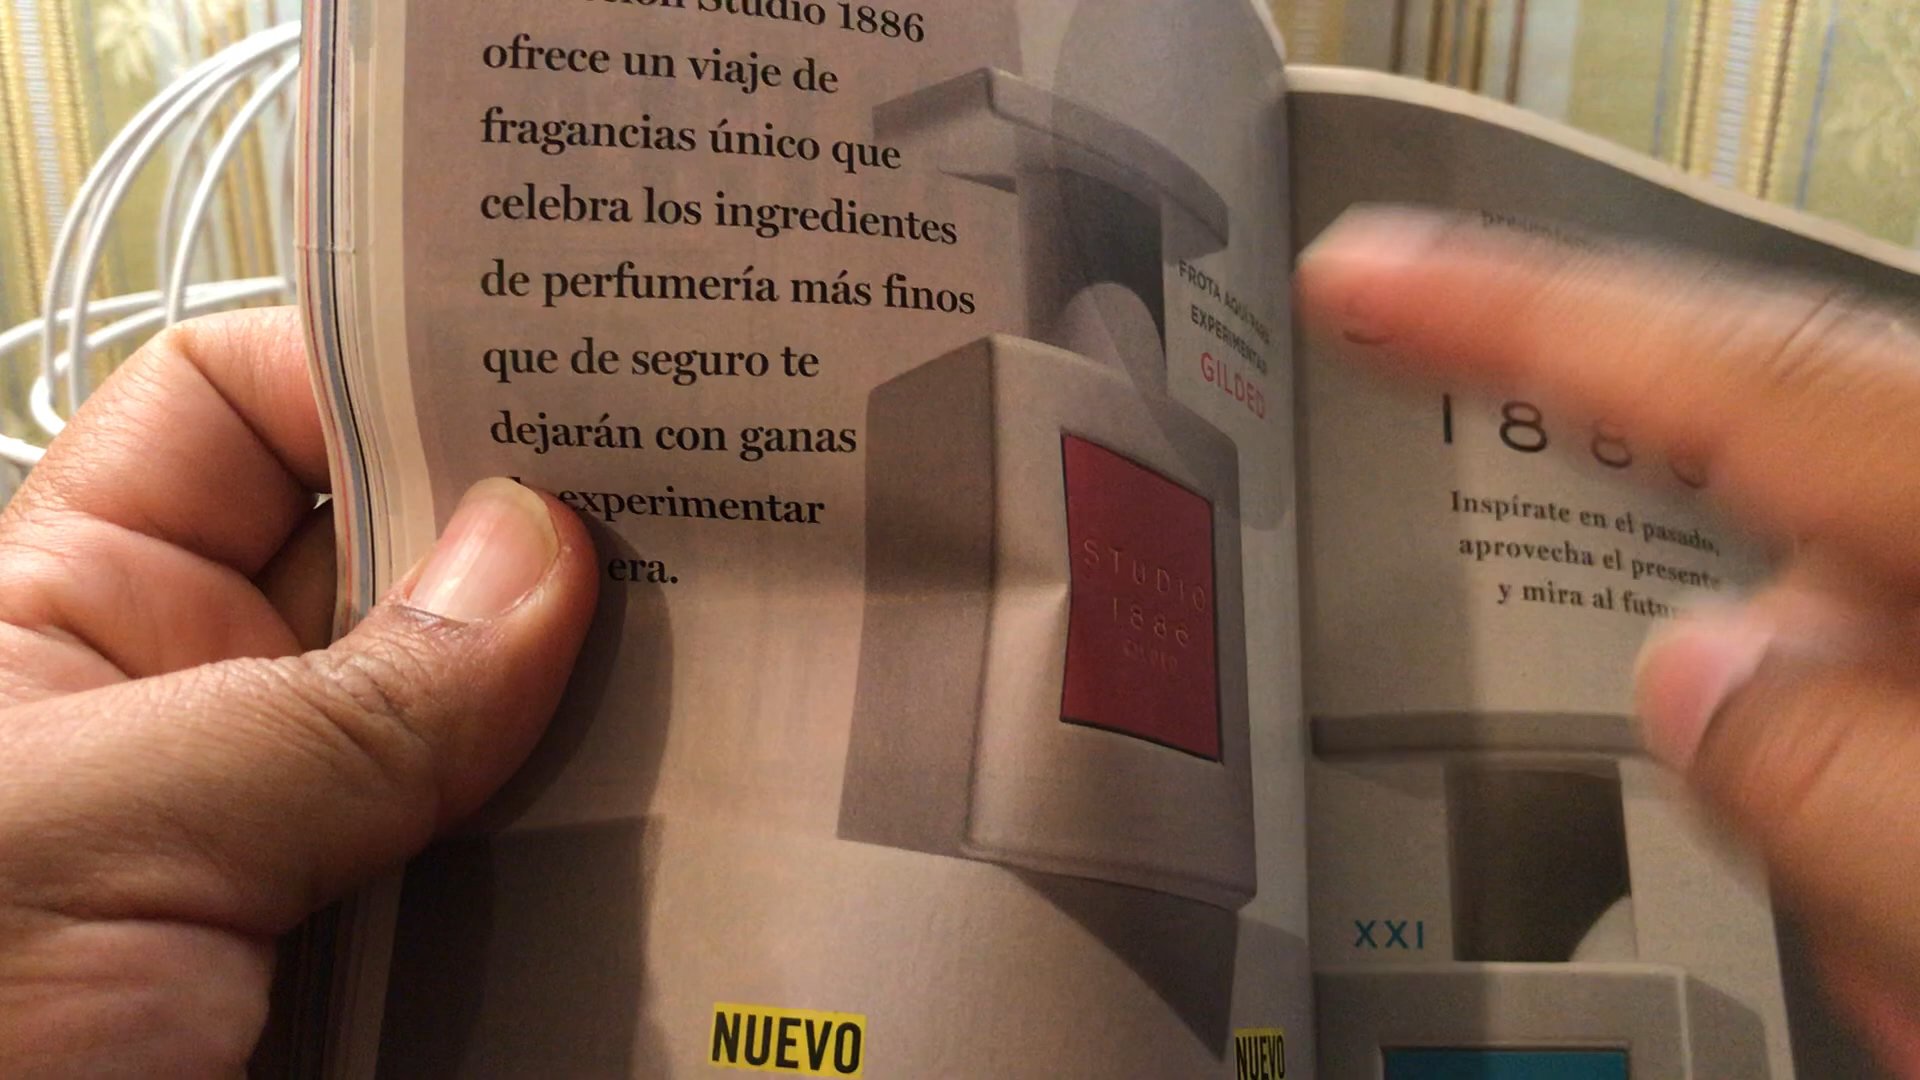 Studio 1886
ofrece un viaje de
fragancias único que
celebra los ingredientes
de perfumería más finos
que de seguro te
dejarán con ganas
experimentar
era.
FROTA AQUÍ PARA
EXPERIMENTAR
GILDED
STUDIO
1886
NUEVO
NUEVO
188
Inspírate en el pasado,
aprovecha el presente
y mira al
XXI